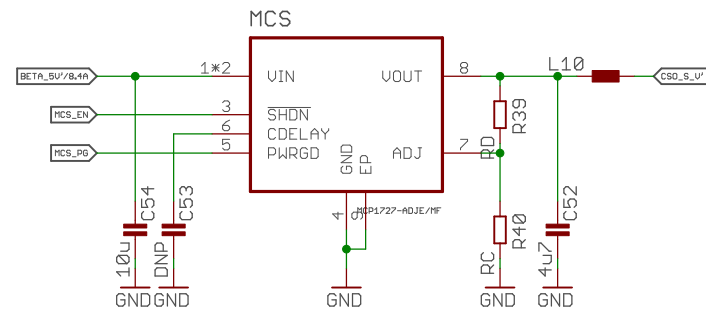 MCS
BETA_5V'/8.4A
1*2
VIN
VOUT
8
L10
CSO_S_V'
MCS_EN
3
SHDN
6
CDELAY
MCS_PG
5
PWRGD
GND
EP
ADJ
7
RD
R39
4
9
MCP1727-ADJE/MF
C54
10u
C53
DNP
RC
R40
C52
4u7
GND
GND
GND
GND
GND